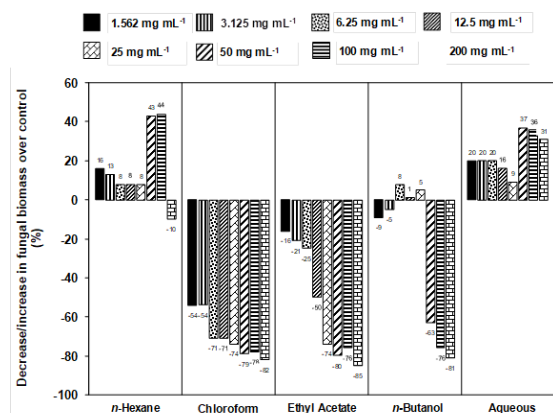 1.562 mg mL⁻¹ 3.125 mg mL⁻¹ 6.25 mg mL⁻¹ 12.5 mg mL⁻¹
25 mg mL⁻¹ 50 mg mL⁻¹ 100 mg mL⁻¹ 200 mg mL⁻¹
Decrease/increase in fungal biomass over control
(%)
60
40
20
0
-20
-40
-60
-80
-100
16 13 8 8 8 43 44 -10
-54 -54 -71 -71 -74 -79 -78 -82
-16 -21 -25 -50 -74 -80 -76 -85
-9 -5 8 1 5 -63 -76 -81
20 20 20 16 9 37 36 31
n-Hexane Chloroform Ethyl Acetate n-Butanol Aqueous